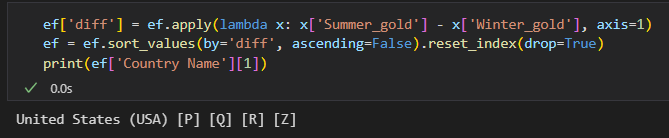 ef['diff'] = ef.apply(lambda x: x['Summer_gold'] - x['Winter_gold'], axis=1)
ef = ef.sort_values(by='diff', ascending=False).reset_index(drop=True)
print(ef['Country Name'][1])
0.0s
United States (USA) [P] [Q] [R] [Z]